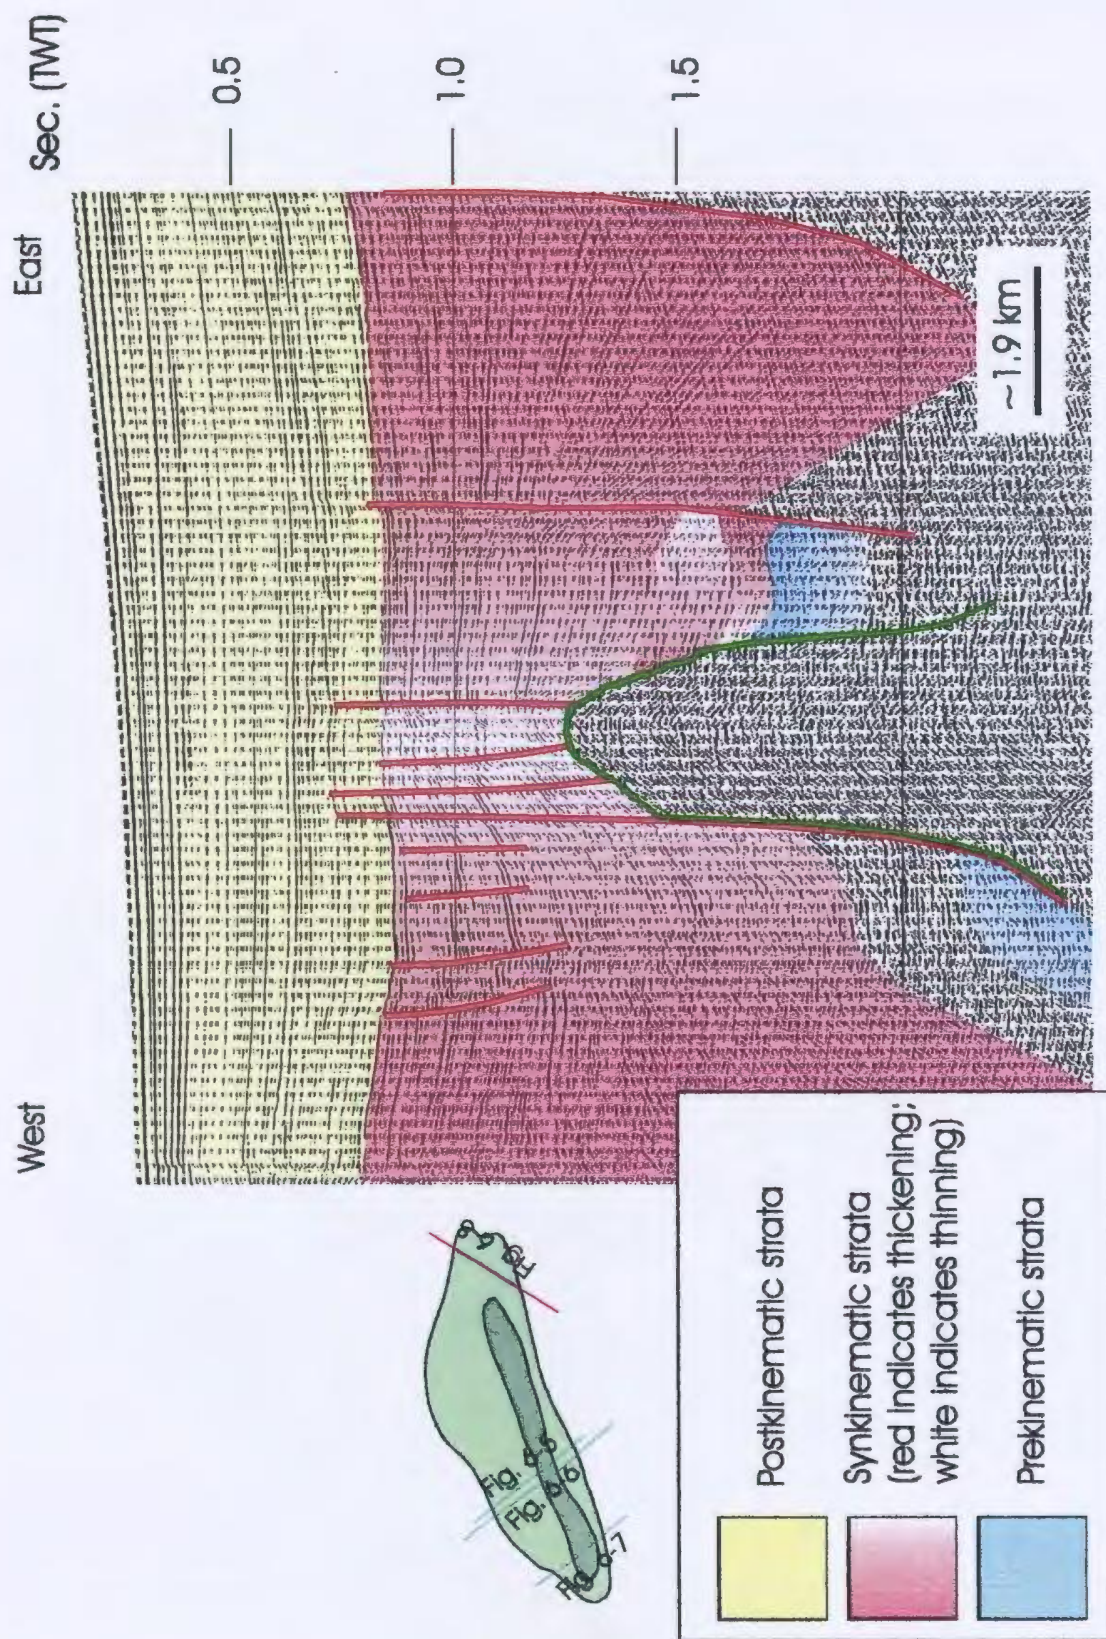 West
East
Sec. (TWT)
0.5
1.0
1.5
~1.9 km
Fig.
6-8
Fig. 6-5
Fig. 6-6
Fig. 6-7
Postkinematic strata
Synkinematic strata
(red indicates thickening;
white indicates thinning)
Prekinematic strata